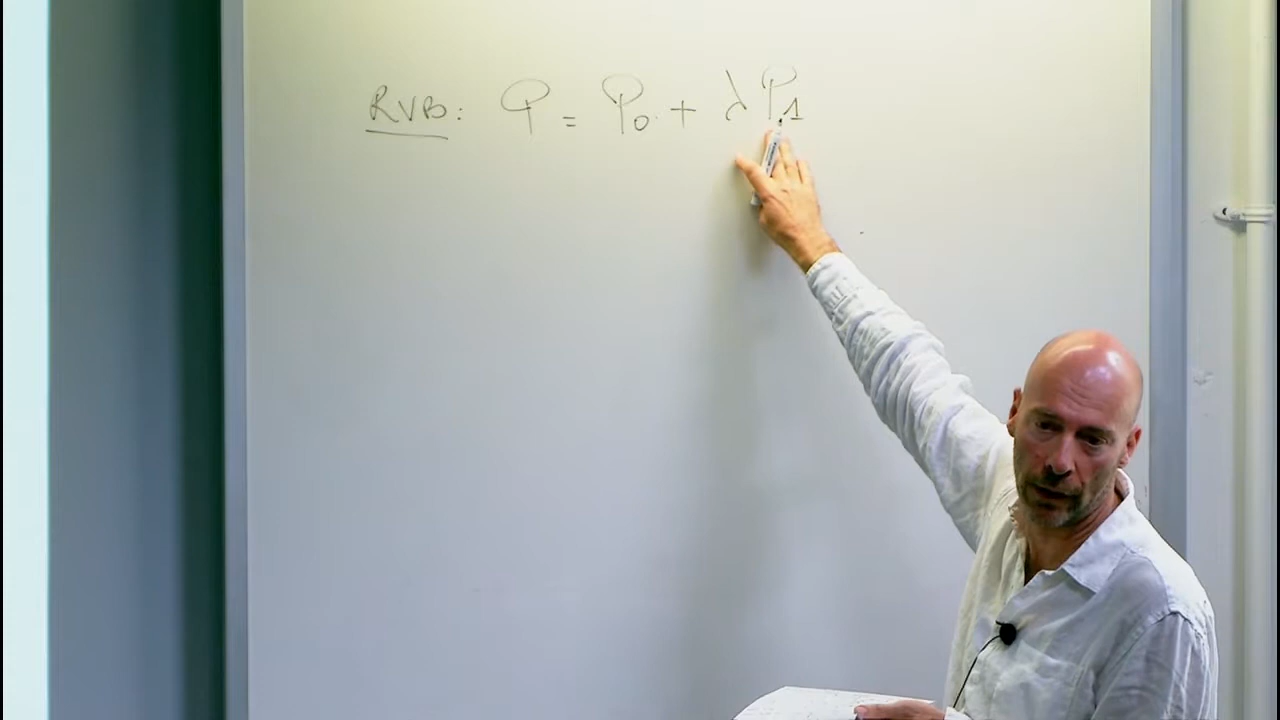 RVB: φ = φ₀ + λ φ₁